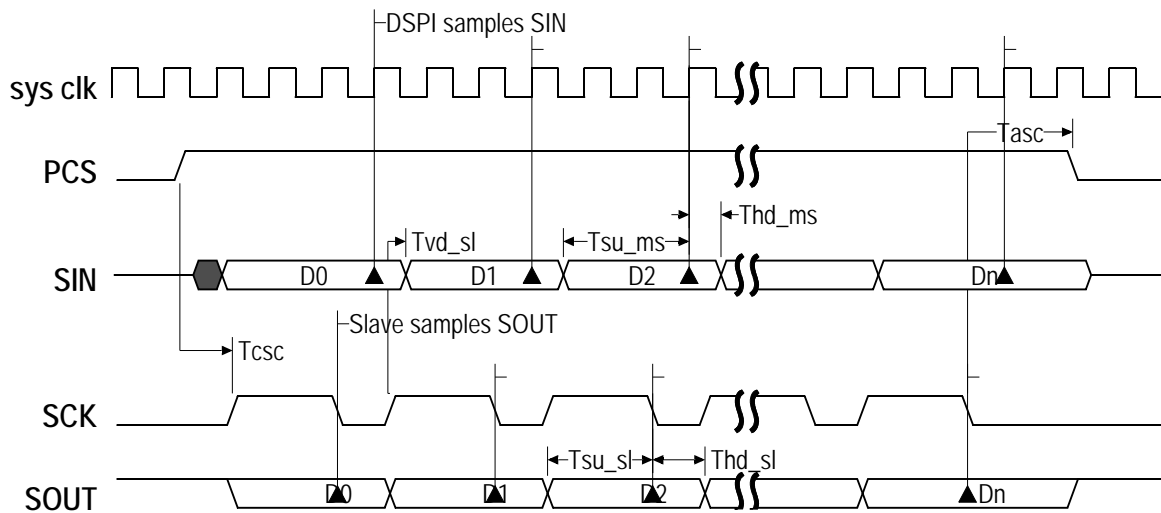 DSPI samples SIN
sys clk
Tasc
PCS
Thd_ms
Tvd_sl
Tsu_ms
SIN
D0
D1
D2
Dn
Slave samples SOUT
Tcsc
SCK
Tsu_sl
Thd_sl
SOUT
D0
D1
D2
Dn